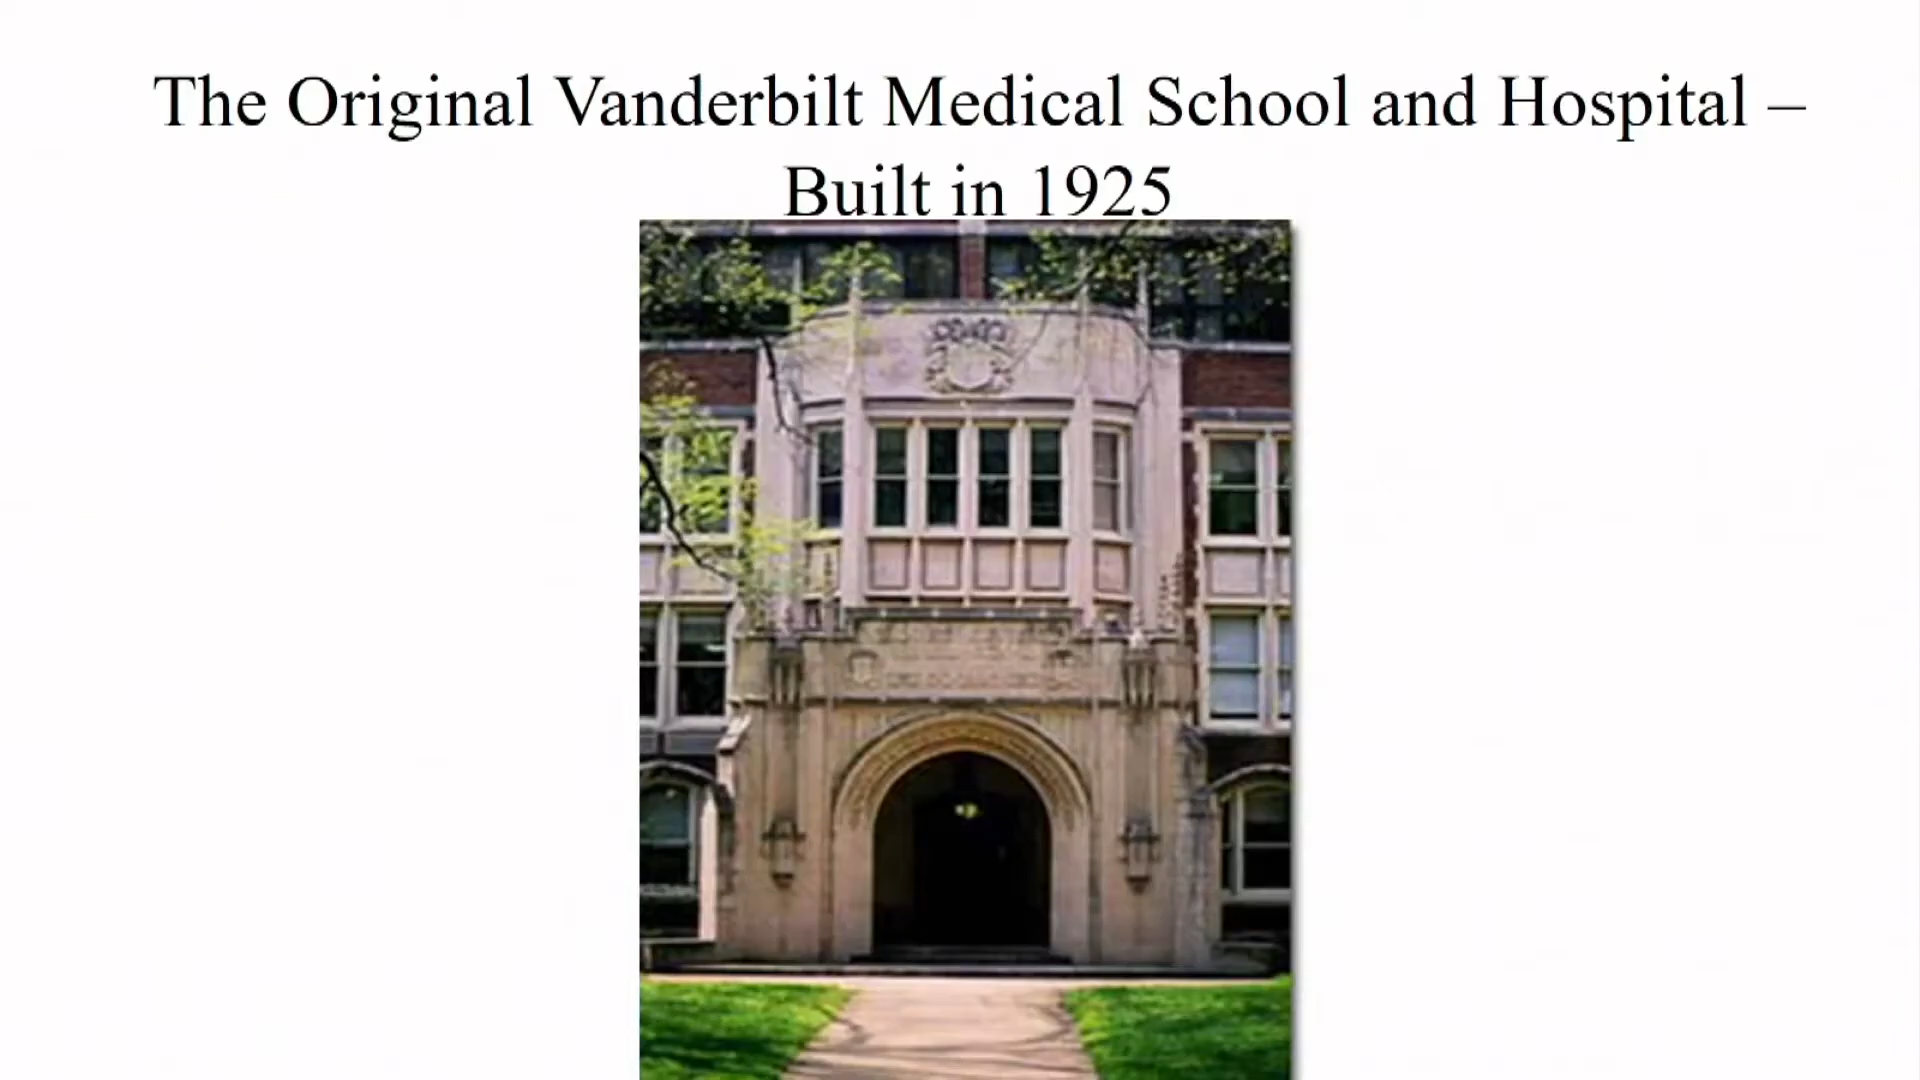 The Original Vanderbilt Medical School and Hospital –
Built in 1925